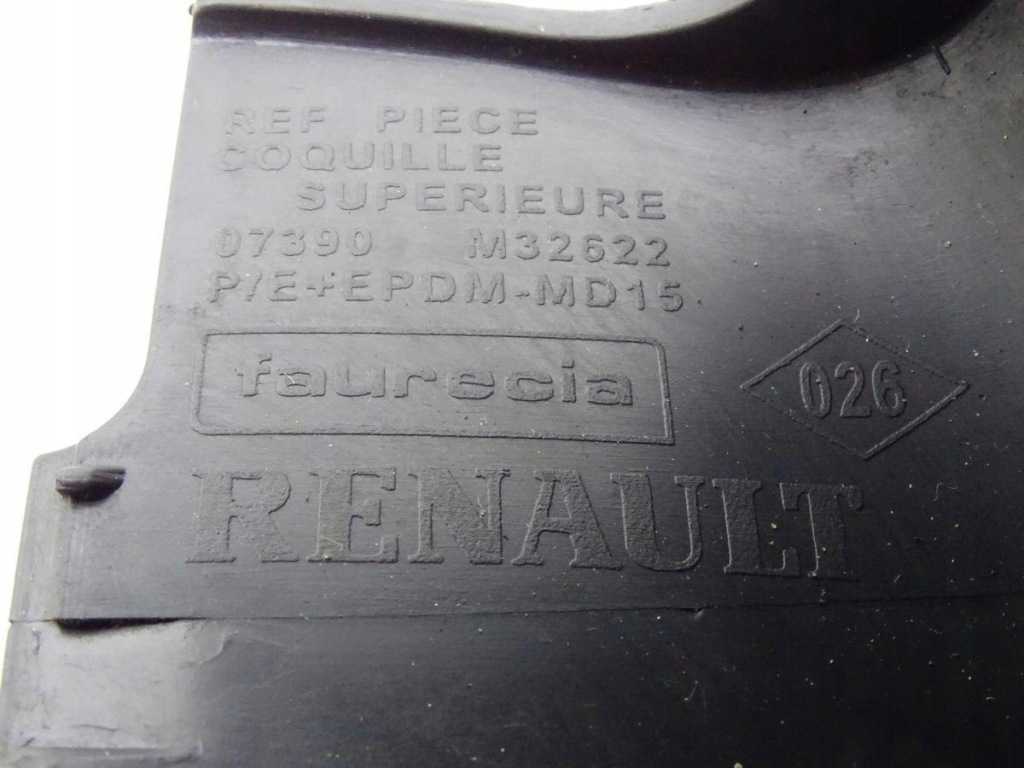 REF PIECE
COQUILLE
SUPERIEURE
07390 M32622
P/E+EPDM-MD15
faurecia
026
RENAULT